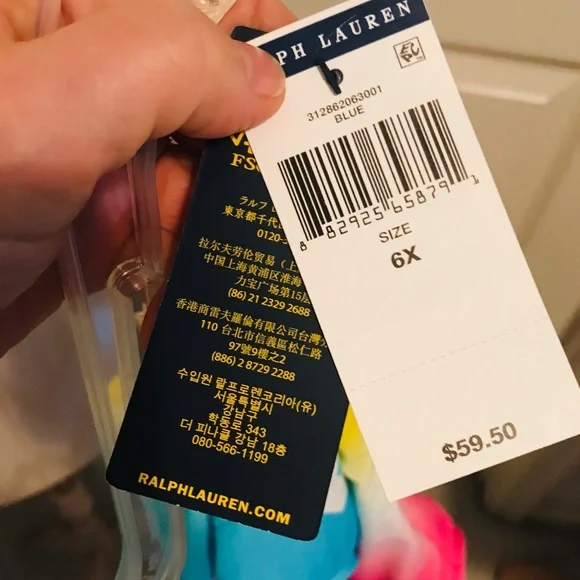 PH LAUREN
312862063001
BLUE
8 82925 65879 1
SIZE
6X
$59.50
FS
ラルフ
東京都千代
0120-3
拉尔夫劳伦贸易（上
中国上海黄浦区淮海
力宝广场第15层
(86) 21 2329 2688
香港商雷夫羅倫有限公司台灣分
110 台北市信義區松仁路
97號9樓之2
(886) 2 8729 2288
수입원 랄프로렌코리아(유)
서울특별시
강남구
학동로 343
더 피나클 강남 18층
080-566-1199
RALPHLAUREN.COM